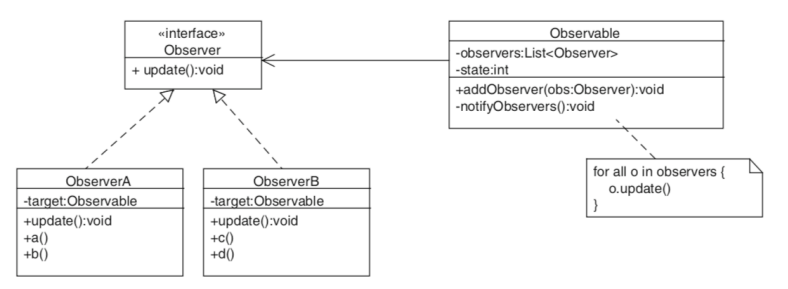 «interface»
Observer
+ update():void
Observable
-observers:List<Observer>
-state:int
+addObserver(obs:Observer):void
-notifyObservers():void
for all o in observers {
o.update()
}
ObserverA
-target:Observable
+update():void
+a()
+b()
ObserverB
-target:Observable
+update():void
+c()
+d()